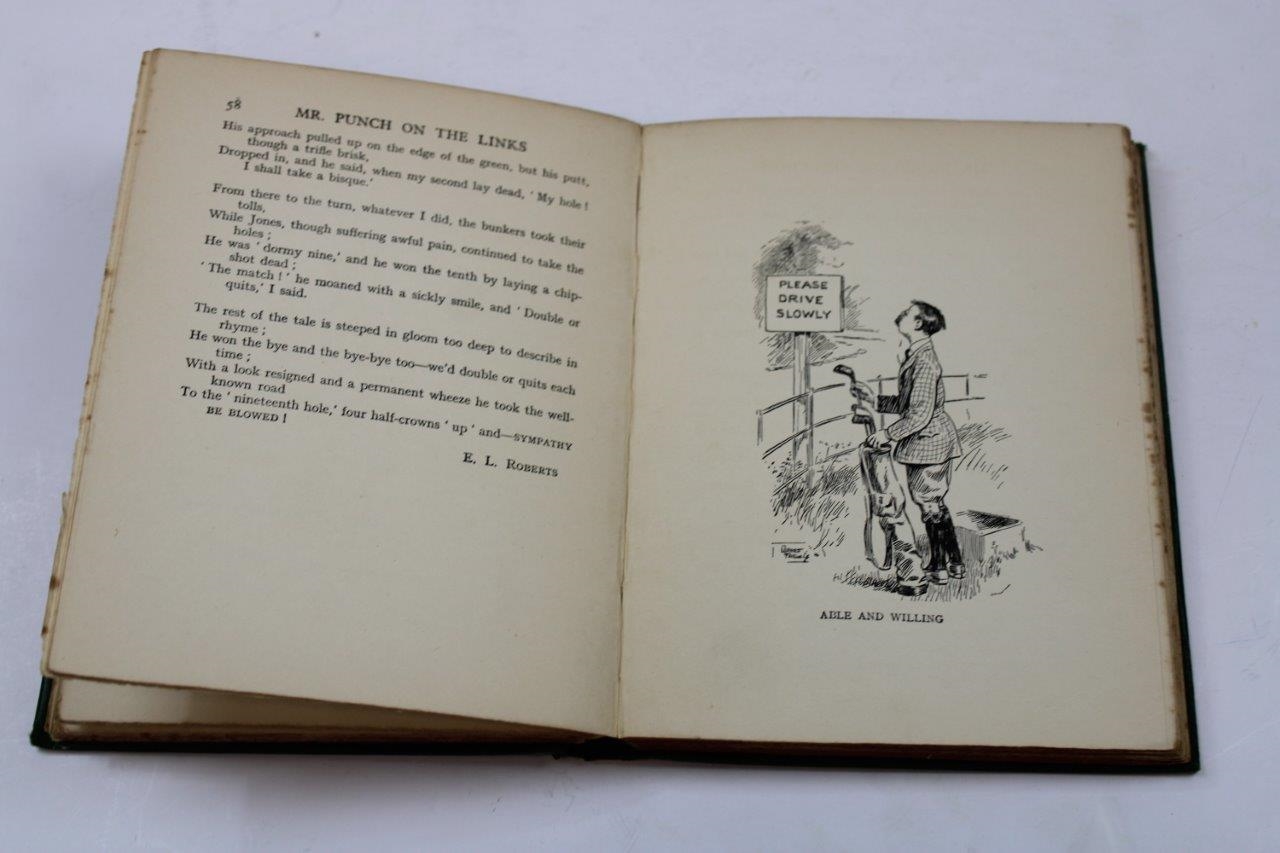 58
MR. PUNCH ON THE LINKS
His approach pulled up on the edge of the green, but his putt,
though a trifle brisk,
Dropped in, and he said, when my second lay dead, ' My hole !
I shall take a bisque.'
From there to the turn, whatever I did, the bunkers took their
tolls,
While Jones, though suffering awful pain, continued to take the
holes ;
He was ' dormy nine,' and he won the tenth by laying a chip-
shot dead ;
' The match ! ' he moaned with a sickly smile, and ' Double or
quits,' I said.
The rest of the tale is steeped in gloom too deep to describe in
rhyme ;
He won the bye and the bye-bye too—we'd double or quits each
time ;
With a look resigned and a permanent wheeze he took the well-
known road
To the ' nineteenth hole,' four half-crowns ' up ' and—SYMPATHY
BE BLOWED !
E. L. ROBERTS
PLEASE
DRIVE
SLOWLY
ABLE AND WILLING